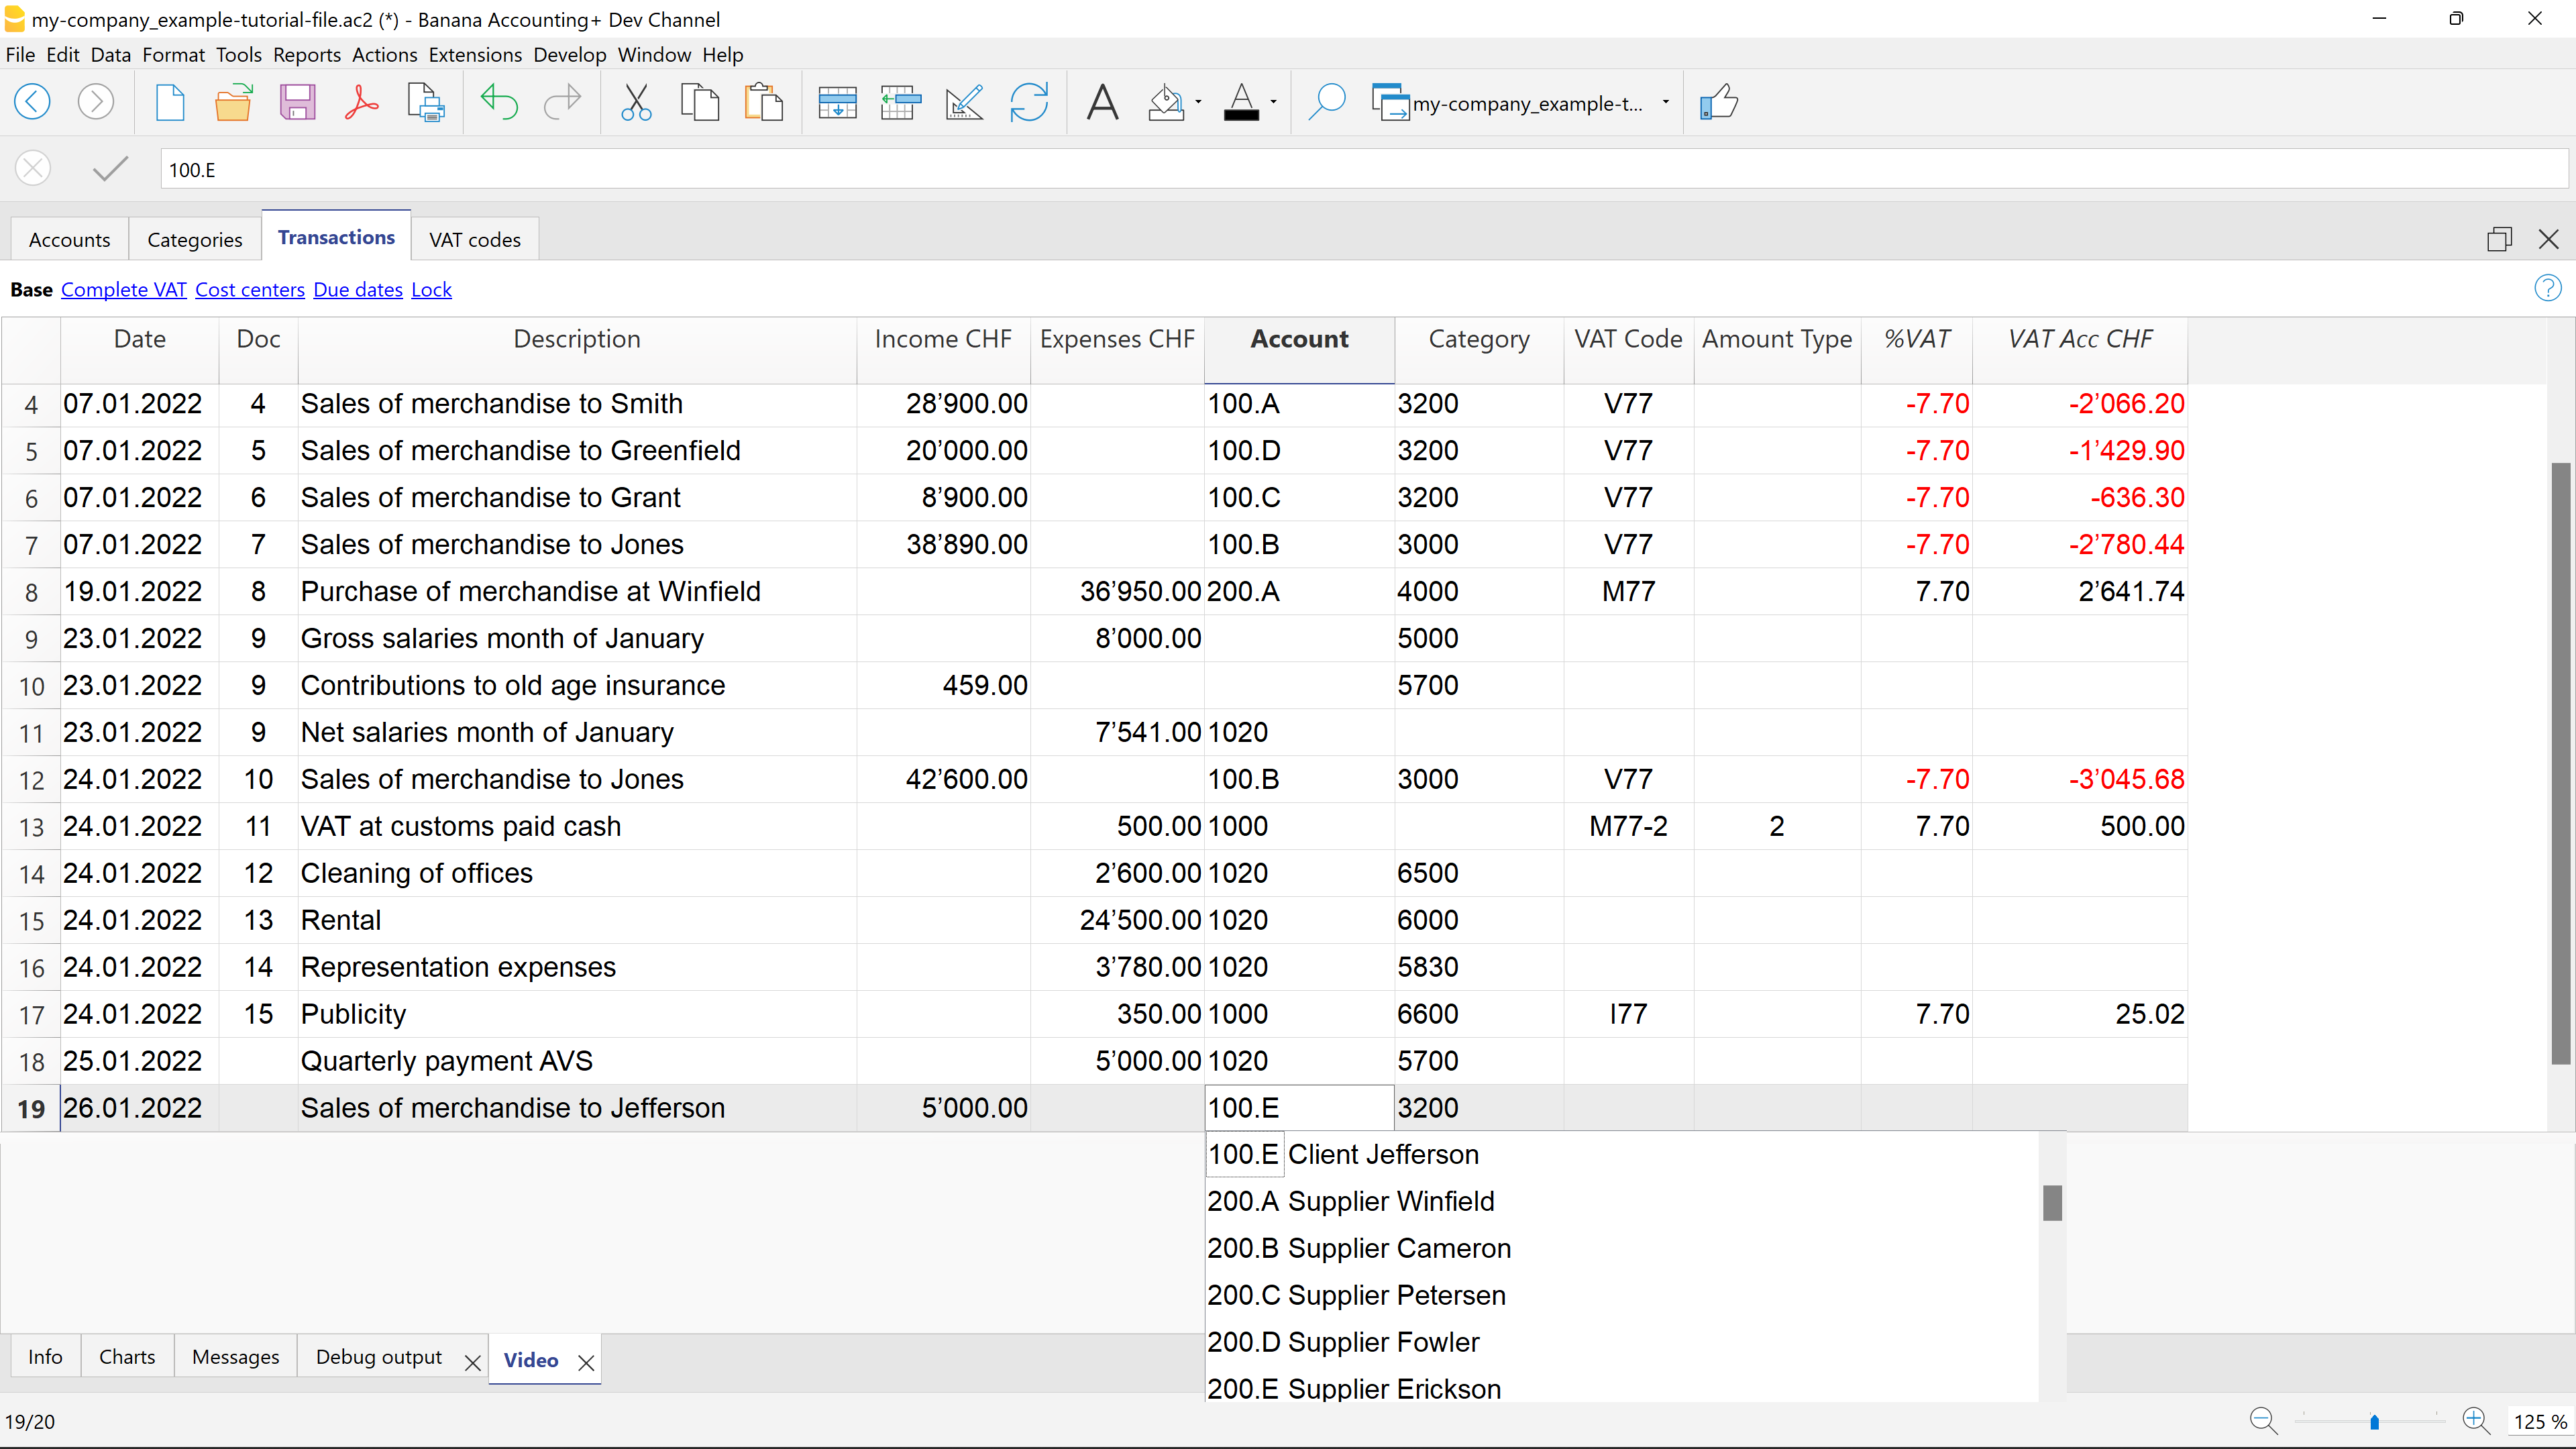 my-company_example-tutorial-file.ac2 (*) - Banana Accounting+ Dev Channel
File Edit Data Format Tools Reports Actions Extensions Develop Window Help
my-company_example-t...
100.E
Accounts Categories Transactions VAT codes
Base Complete VAT Cost centers Due dates Lock
Date Doc Description Income CHF Expenses CHF Account Category VAT Code Amount Type %VAT VAT Acc CHF
4 07.01.2022 4 Sales of merchandise to Smith 28’900.00 100.A 3200 V77 -7.70 -2’066.20
5 07.01.2022 5 Sales of merchandise to Greenfield 20’000.00 100.D 3200 V77 -7.70 -1’429.90
6 07.01.2022 6 Sales of merchandise to Grant 8’900.00 100.C 3200 V77 -7.70 -636.30
7 07.01.2022 7 Sales of merchandise to Jones 38’890.00 100.B 3000 V77 -7.70 -2’780.44
8 19.01.2022 8 Purchase of merchandise at Winfield 36’950.00 200.A 4000 M77 7.70 2’641.74
9 23.01.2022 9 Gross salaries month of January 8’000.00 5000
10 23.01.2022 9 Contributions to old age insurance 459.00 5700
11 23.01.2022 9 Net salaries month of January 7’541.00 1020
12 24.01.2022 10 Sales of merchandise to Jones 42’600.00 100.B 3000 V77 -7.70 -3’045.68
13 24.01.2022 11 VAT at customs paid cash 500.00 1000 M77-2 2 7.70 500.00
14 24.01.2022 12 Cleaning of offices 2’600.00 1020 6500
15 24.01.2022 13 Rental 24’500.00 1020 6000
16 24.01.2022 14 Representation expenses 3’780.00 1020 5830
17 24.01.2022 15 Publicity 350.00 1000 6600 I77 7.70 25.02
18 25.01.2022 Quarterly payment AVS 5’000.00 1020 5700
19 26.01.2022 Sales of merchandise to Jefferson 5’000.00 100.E 3200
100.E Client Jefferson
200.A Supplier Winfield
200.B Supplier Cameron
200.C Supplier Petersen
200.D Supplier Fowler
200.E Supplier Erickson
Info Charts Messages Debug output Video
19/20
125 %